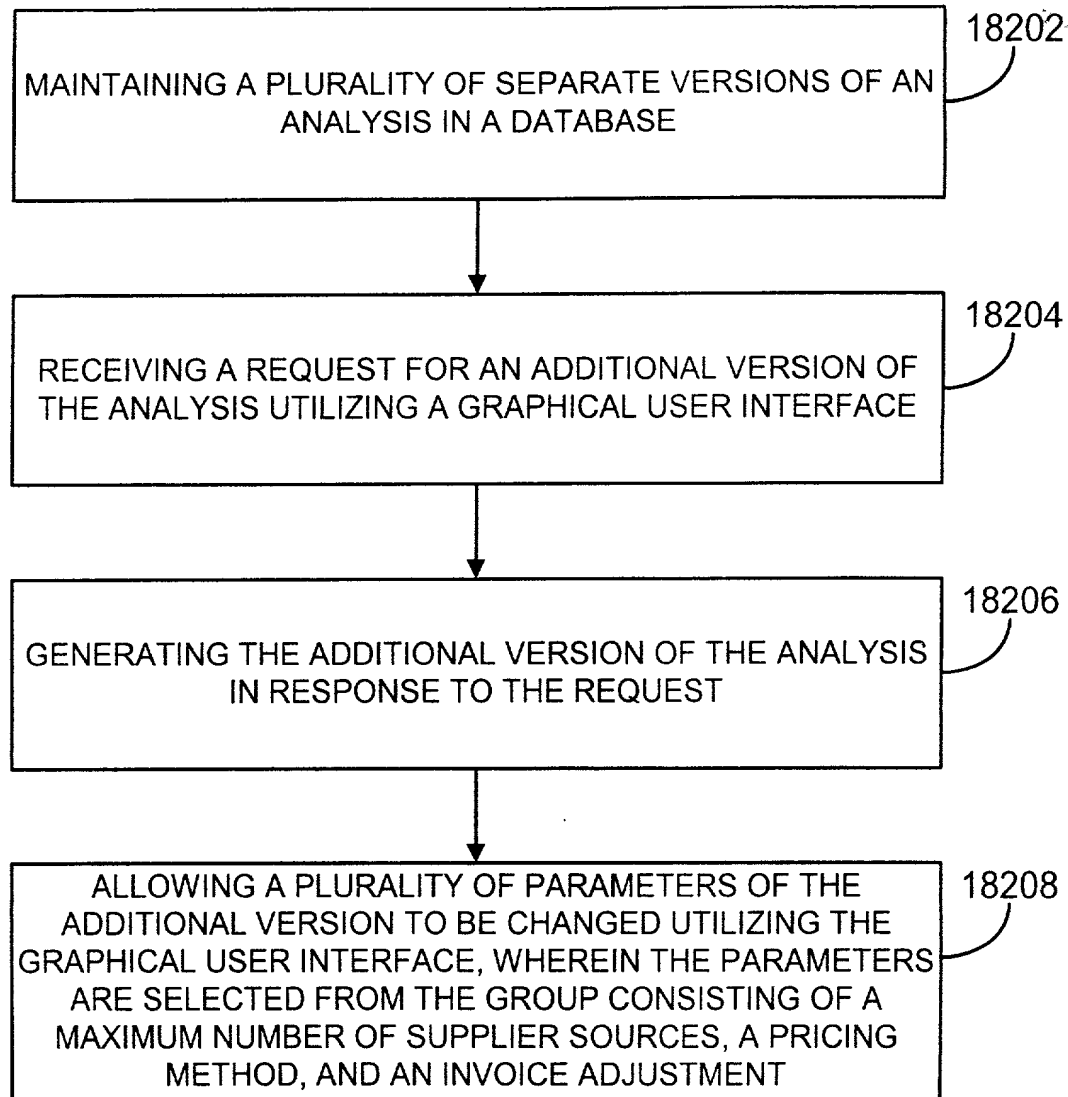 18202
MAINTAINING A PLURALITY OF SEPARATE VERSIONS OF AN
ANALYSIS IN A DATABASE
18204
RECEIVING A REQUEST FOR AN ADDITIONAL VERSION OF
THE ANALYSIS UTILIZING A GRAPHICAL USER INTERFACE
18206
GENERATING THE ADDITIONAL VERSION OF THE ANALYSIS
IN RESPONSE TO THE REQUEST
18208
ALLOWING A PLURALITY OF PARAMETERS OF THE
ADDITIONAL VERSION TO BE CHANGED UTILIZING THE
GRAPHICAL USER INTERFACE, WHEREIN THE PARAMETERS
ARE SELECTED FROM THE GROUP CONSISTING OF A
MAXIMUM NUMBER OF SUPPLIER SOURCES, A PRICING
METHOD, AND AN INVOICE ADJUSTMENT